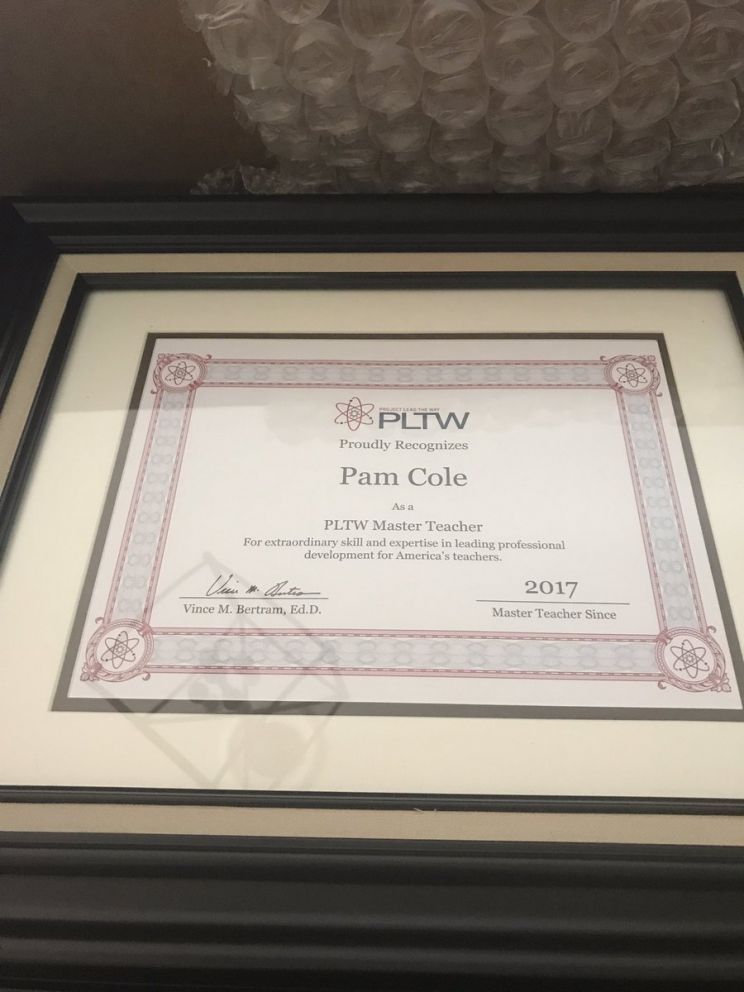 PROJECT LEAD THE WAY
PLTW
Proudly Recognizes
Pam Cole
As a
PLTW Master Teacher
For extraordinary skill and expertise in leading professional
development for America's teachers.
Vince M. Bertram, Ed.D.
2017
Master Teacher Since